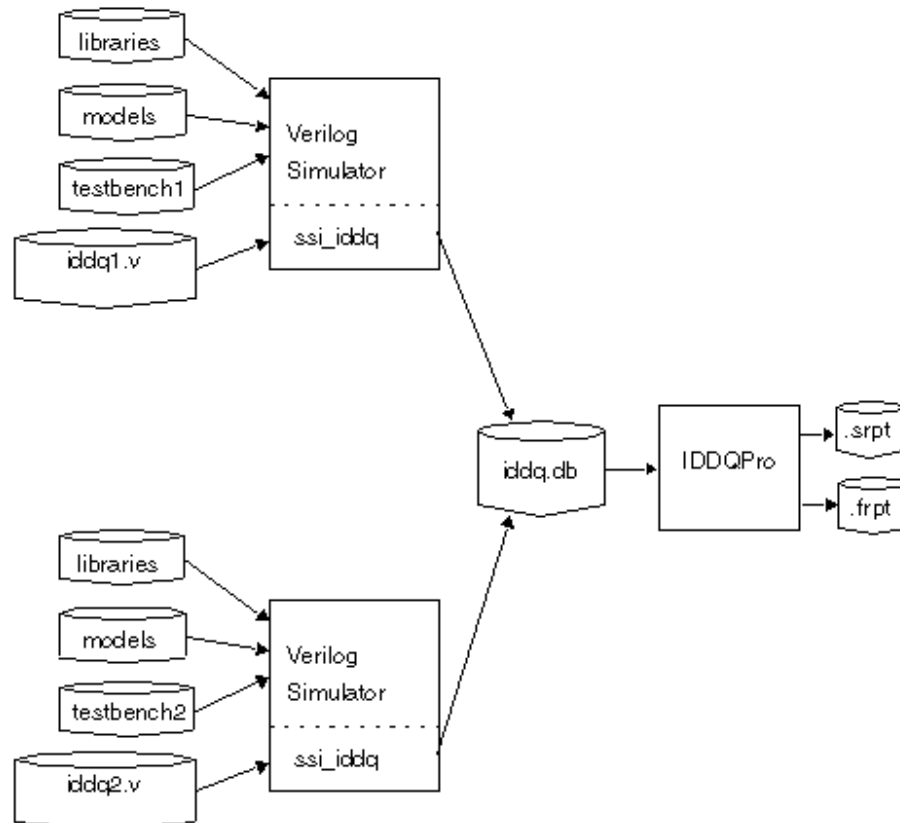 libraries
models
testbench1
iddq1.v
Verilog
Simulator
ssi_iddq
iddq.db
IDDQPro
.srpt
.frpt
libraries
models
testbench2
iddq2.v
Verilog
Simulator
ssi_iddq